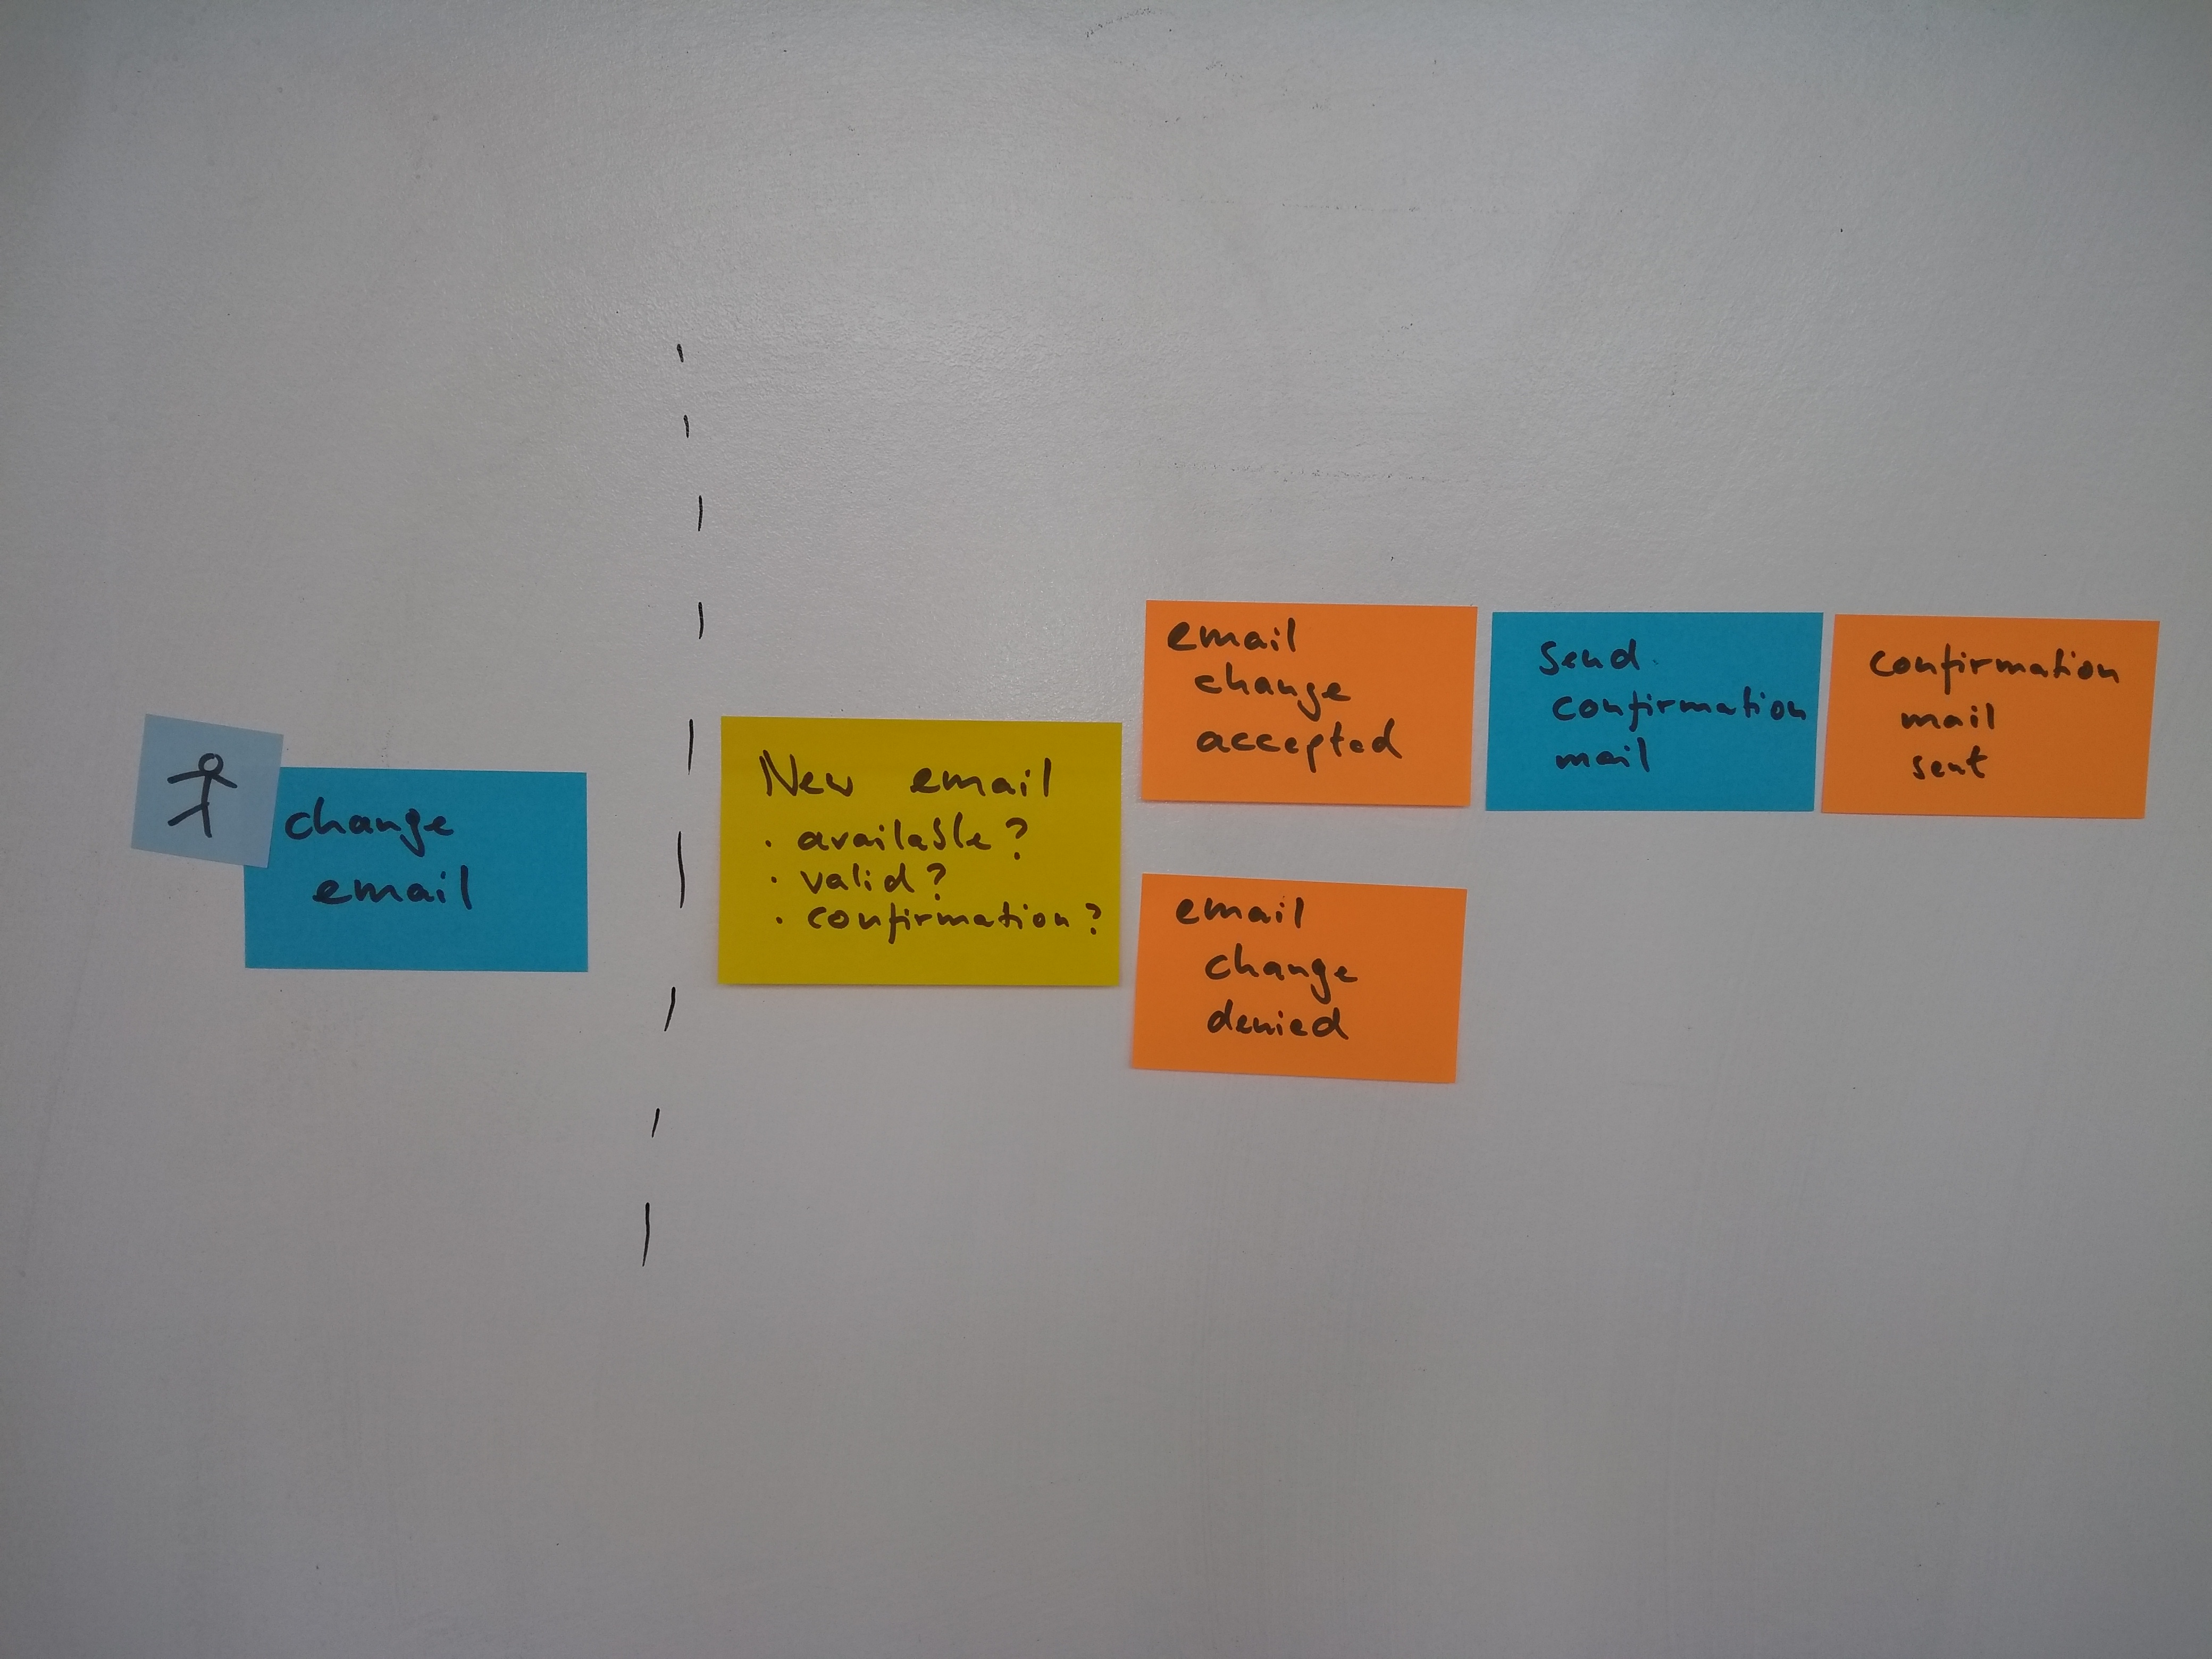 change
email
New email
· available?
· valid?
· confirmation?
email
change
accepted
send
confirmation
mail
confirmation
mail
sent
email
change
denied